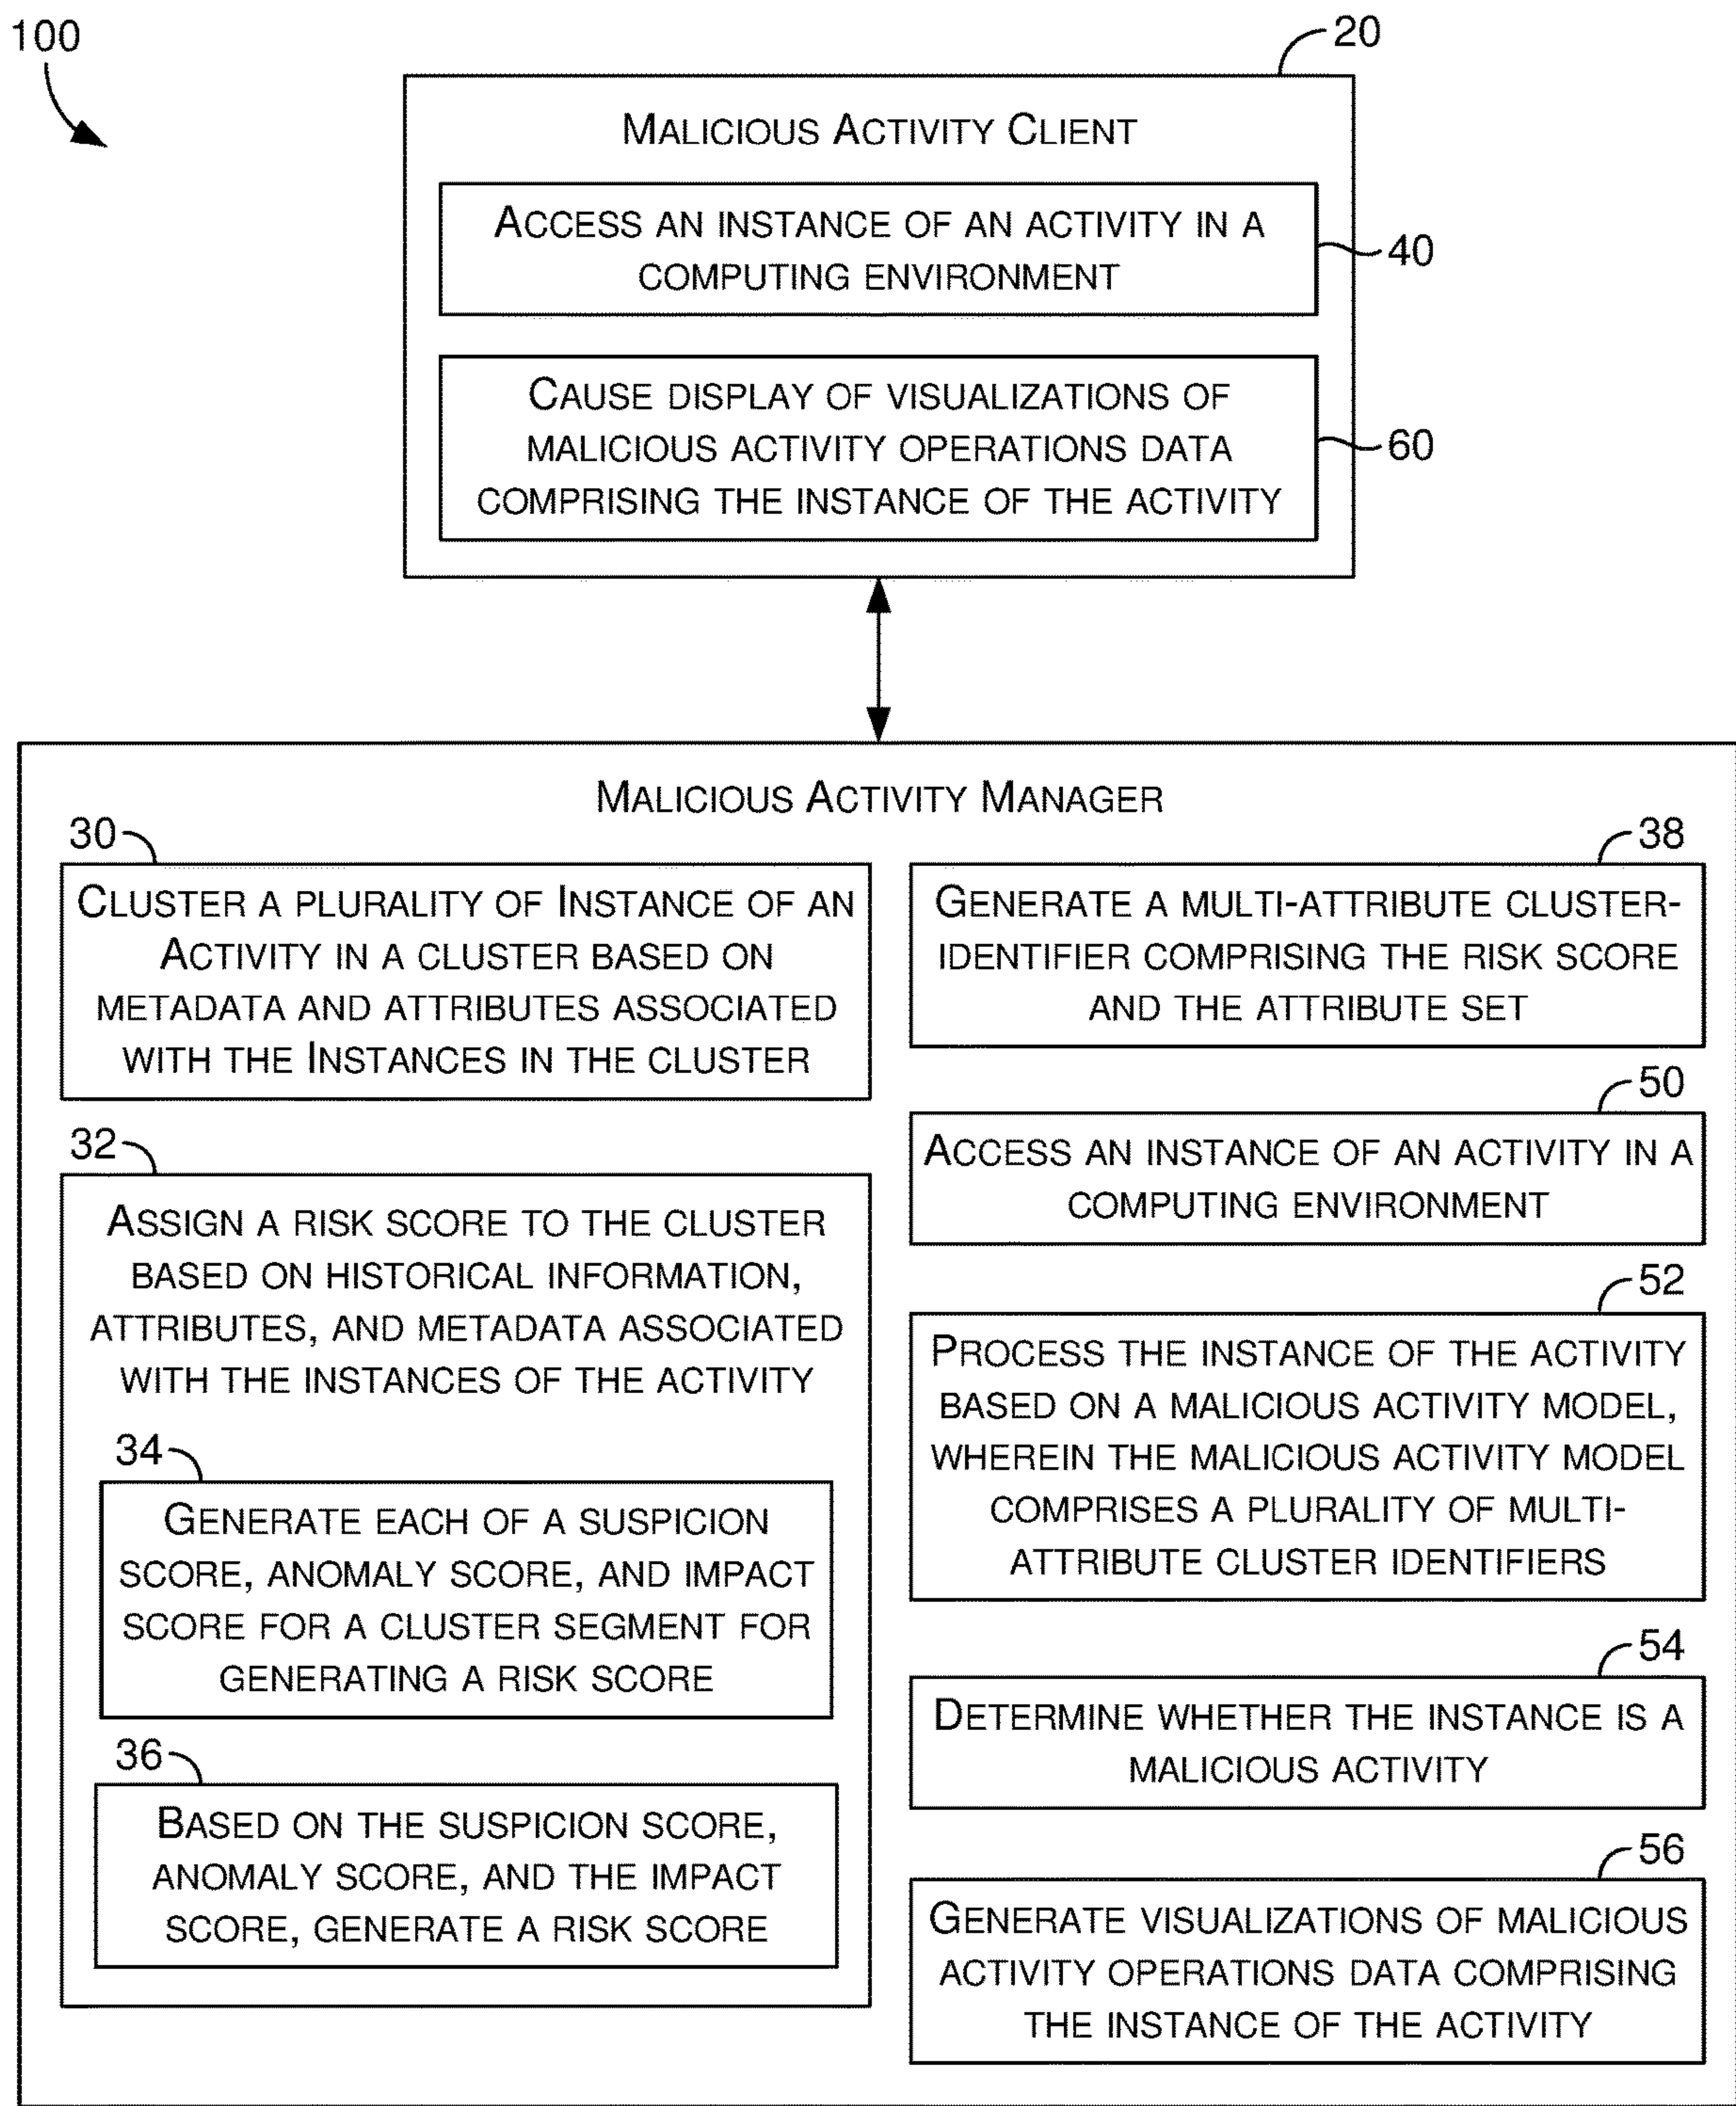 100
20
MALICIOUS ACTIVITY CLIENT
ACCESS AN INSTANCE OF AN ACTIVITY IN A
COMPUTING ENVIRONMENT
40
CAUSE DISPLAY OF VISUALIZATIONS OF
MALICIOUS ACTIVITY OPERATIONS DATA
COMPRISING THE INSTANCE OF THE ACTIVITY
60
MALICIOUS ACTIVITY MANAGER
30
CLUSTER A PLURALITY OF INSTANCE OF AN
ACTIVITY IN A CLUSTER BASED ON
METADATA AND ATTRIBUTES ASSOCIATED
WITH THE INSTANCES IN THE CLUSTER
32
ASSIGN A RISK SCORE TO THE CLUSTER
BASED ON HISTORICAL INFORMATION,
ATTRIBUTES, AND METADATA ASSOCIATED
WITH THE INSTANCES OF THE ACTIVITY
34
GENERATE EACH OF A SUSPICION
SCORE, ANOMALY SCORE, AND IMPACT
SCORE FOR A CLUSTER SEGMENT FOR
GENERATING A RISK SCORE
36
BASED ON THE SUSPICION SCORE,
ANOMALY SCORE, AND THE IMPACT
SCORE, GENERATE A RISK SCORE
38
GENERATE A MULTI-ATTRIBUTE CLUSTER-
IDENTIFIER COMPRISING THE RISK SCORE
AND THE ATTRIBUTE SET
50
ACCESS AN INSTANCE OF AN ACTIVITY IN A
COMPUTING ENVIRONMENT
52
PROCESS THE INSTANCE OF THE ACTIVITY
BASED ON A MALICIOUS ACTIVITY MODEL,
WHEREIN THE MALICIOUS ACTIVITY MODEL
COMPRISES A PLURALITY OF MULTI-
ATTRIBUTE CLUSTER IDENTIFIERS
54
DETERMINE WHETHER THE INSTANCE IS A
MALICIOUS ACTIVITY
56
GENERATE VISUALIZATIONS OF MALICIOUS
ACTIVITY OPERATIONS DATA COMPRISING
THE INSTANCE OF THE ACTIVITY